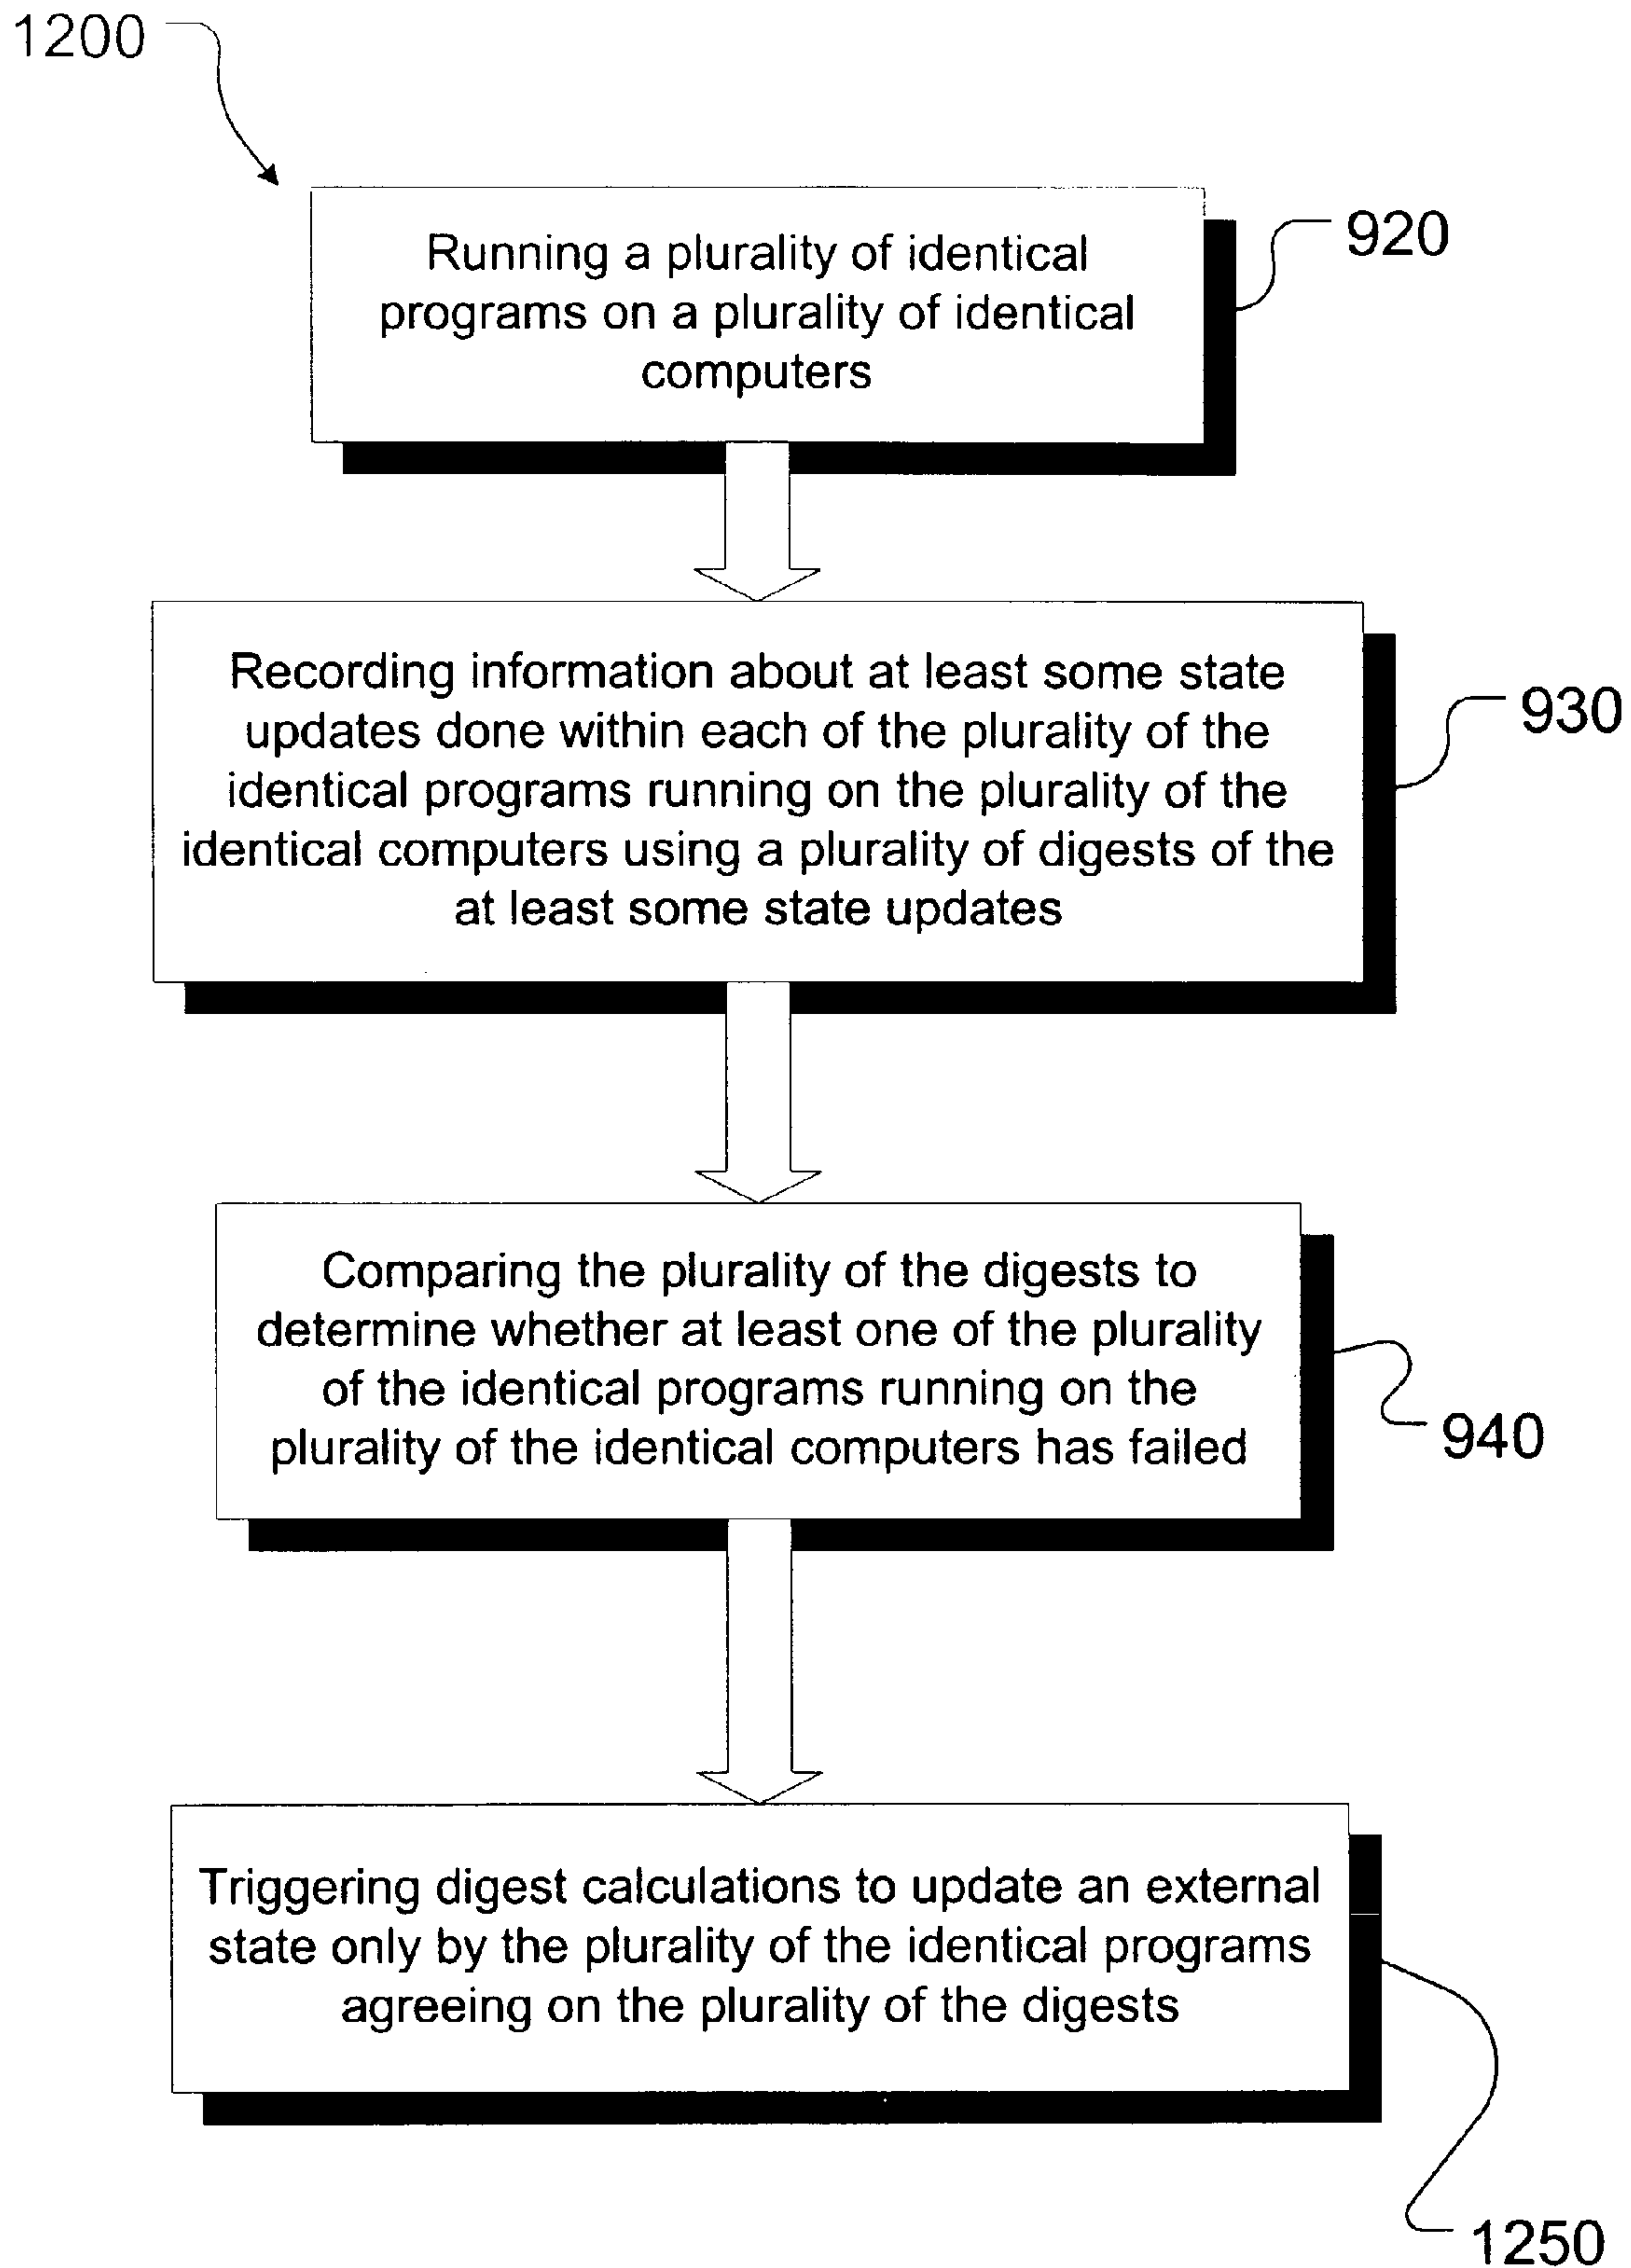 1200
Running a plurality of identical
programs on a plurality of identical
computers
920
Recording information about at least some state
updates done within each of the plurality of the
identical programs running on the plurality of the
identical computers using a plurality of digests of the
at least some state updates
930
Comparing the plurality of the digests to
determine whether at least one of the plurality
of the identical programs running on the
plurality of the identical computers has failed
940
Triggering digest calculations to update an external
state only by the plurality of the identical programs
agreeing on the plurality of the digests
1250